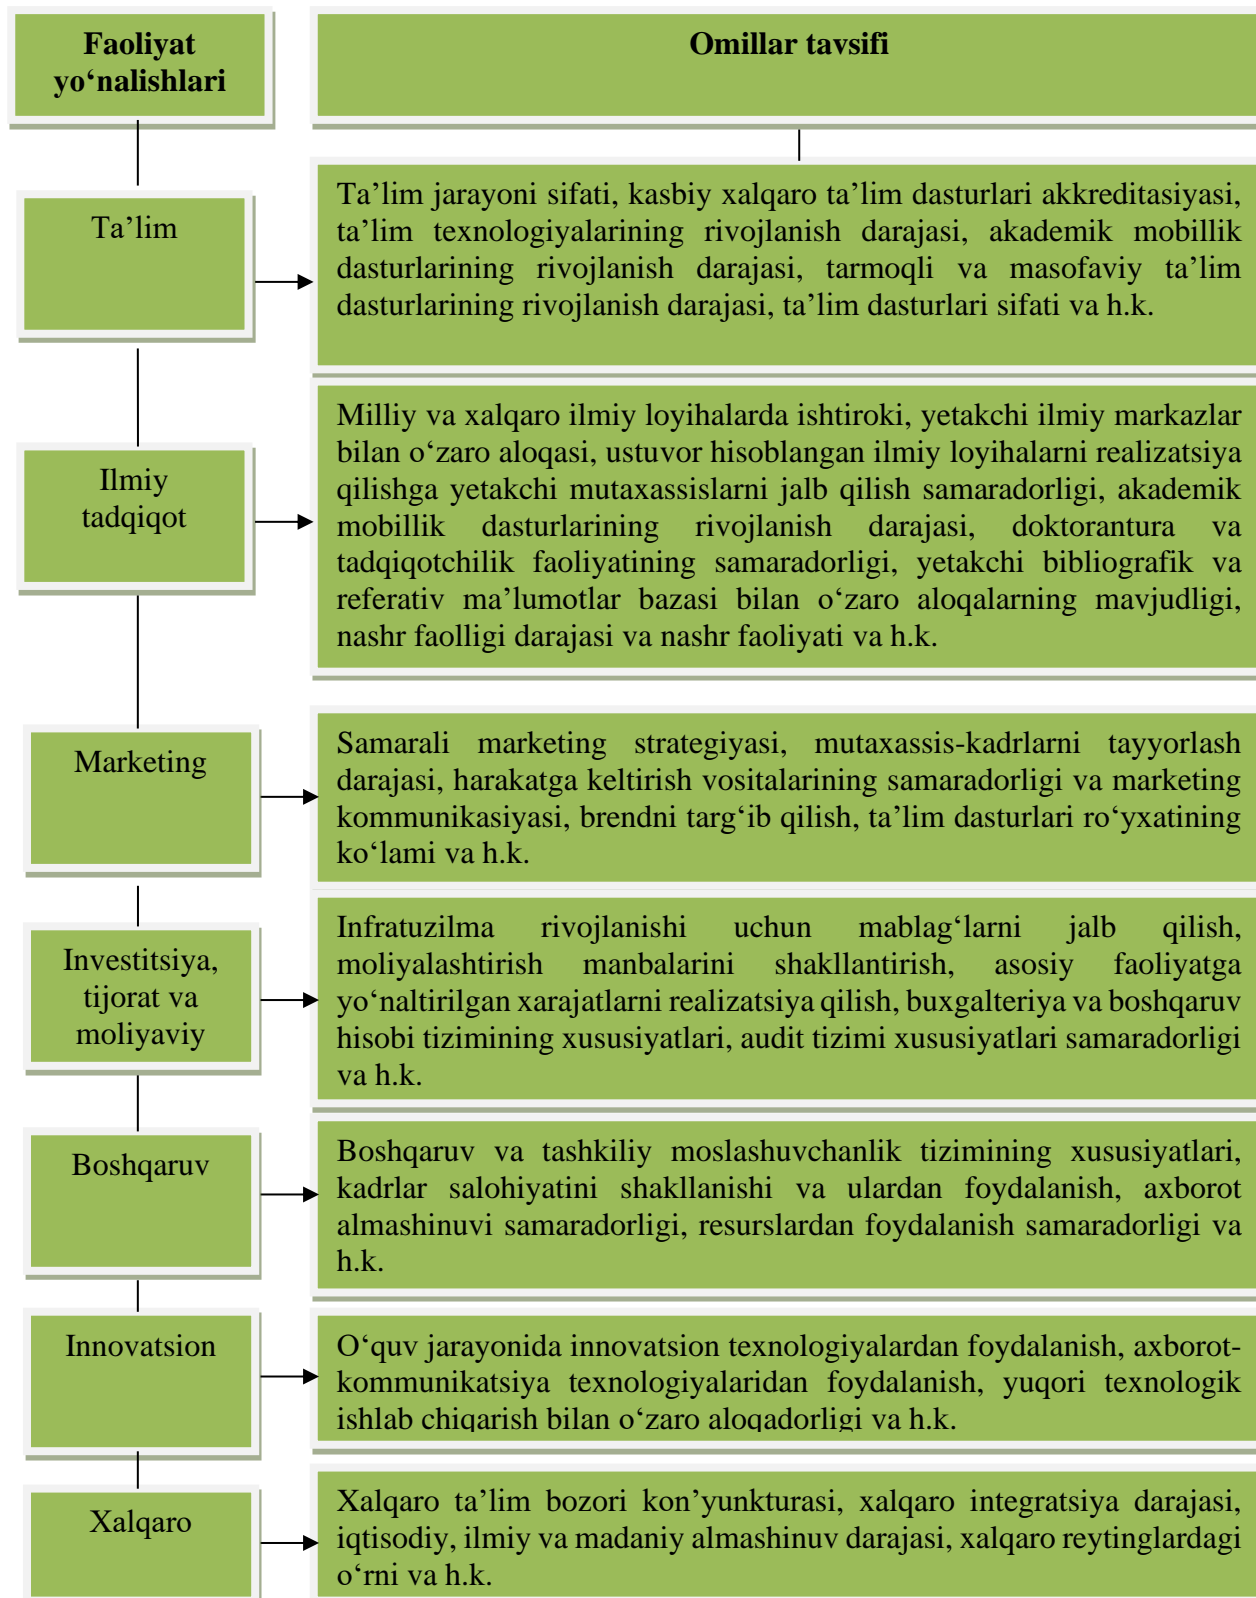 Faoliyat
yo‘nalishlari
Omillar tavsifi
Ta’lim
Ta’lim jarayoni sifati, kasbiy xalqaro ta’lim dasturlari akkreditasiyasi,
ta’lim texnologiyalarining rivojlanish darajasi, akademik mobillik
dasturlarining rivojlanish darajasi, tarmoqli va masofaviy ta’lim
dasturlarining rivojlanish darajasi, ta’lim dasturlari sifati va h.k.
Ilmiy
tadqiqot
Milliy va xalqaro ilmiy loyihalarda ishtiroki, yetakchi ilmiy markazlar
bilan o‘zaro aloqasi, ustuvor hisoblangan ilmiy loyihalarni realizatsiya
qilishga yetakchi mutaxassislarni jalb qilish samaradorligi, akademik
mobillik dasturlarining rivojlanish darajasi, doktorantura va
tadqiqotchilik faoliyatining samaradorligi, yetakchi bibliografik va
referativ ma’lumotlar bazasi bilan o‘zaro aloqalarning mavjudligi,
nashr faolligi darajasi va nashr faoliyati va h.k.
Marketing
Samarali marketing strategiyasi, mutaxassis-kadrlarni tayyorlash
darajasi, harakatga keltirish vositalarining samaradorligi va marketing
kommunikasiyasi, brendni targ‘ib qilish, ta’lim dasturlari ro‘yxatining
ko‘lami va h.k.
Investitsiya,
tijorat va
moliyaviy
Infratuzilma rivojlanishi uchun mablag‘larni jalb qilish,
moliyalashtirish manbalarini shakllantirish, asosiy faoliyatga
yo‘naltirilgan xarajatlarni realizatsiya qilish, buxgalteriya va boshqaruv
hisobi tizimining xususiyatlari, audit tizimi xususiyatlari samaradorligi
va h.k.
Boshqaruv
Boshqaruv va tashkiliy moslashuvchanlik tizimining xususiyatlari,
kadrlar salohiyatini shakllanishi va ulardan foydalanish, axborot
almashinuvi samaradorligi, resurslardan foydalanish samaradorligi va
h.k.
Innovatsion
O‘quv jarayonida innovatsion texnologiyalardan foydalanish, axborot-
kommunikatsiya texnologiyalaridan foydalanish, yuqori texnologik
ishlab chiqarish bilan o‘zaro aloqadorligi va h.k.
Xalqaro
Xalqaro ta’lim bozori kon’yunkturasi, xalqaro integratsiya darajasi,
iqtisodiy, ilmiy va madaniy almashinuv darajasi, xalqaro reytinglardagi
o‘rni va h.k.